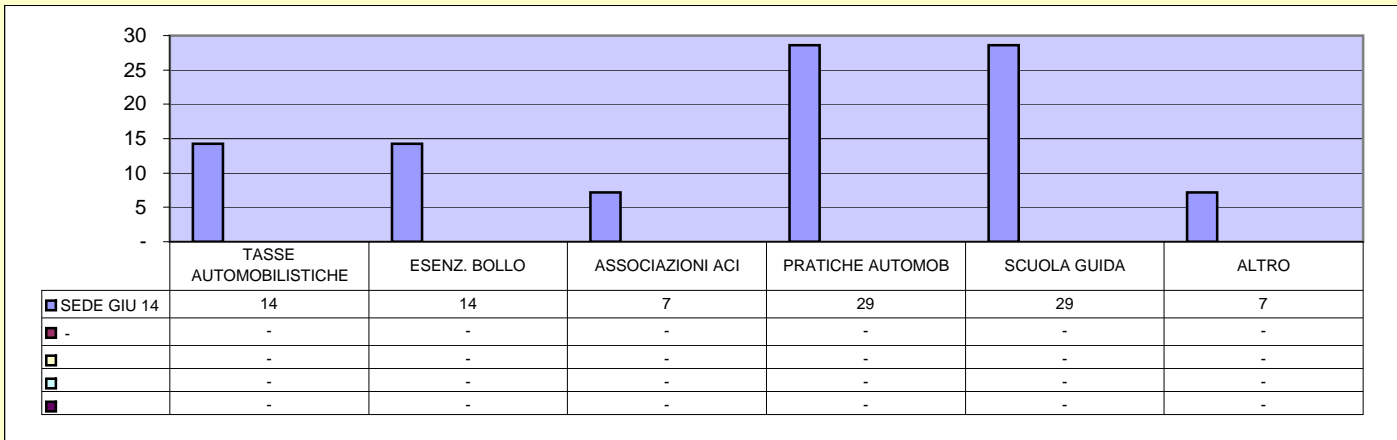 30
25
20
15
10
5
-
TASSE
AUTOMOBILISTICHE
ESENZ. BOLLO
ASSOCIAZIONI ACI
PRATICHE AUTOMOB
SCUOLA GUIDA
ALTRO
SEDE GIU 14 14 14 7 29 29 7
- - - - - - -
- - - - - -
- - - - - -
- - - - - -